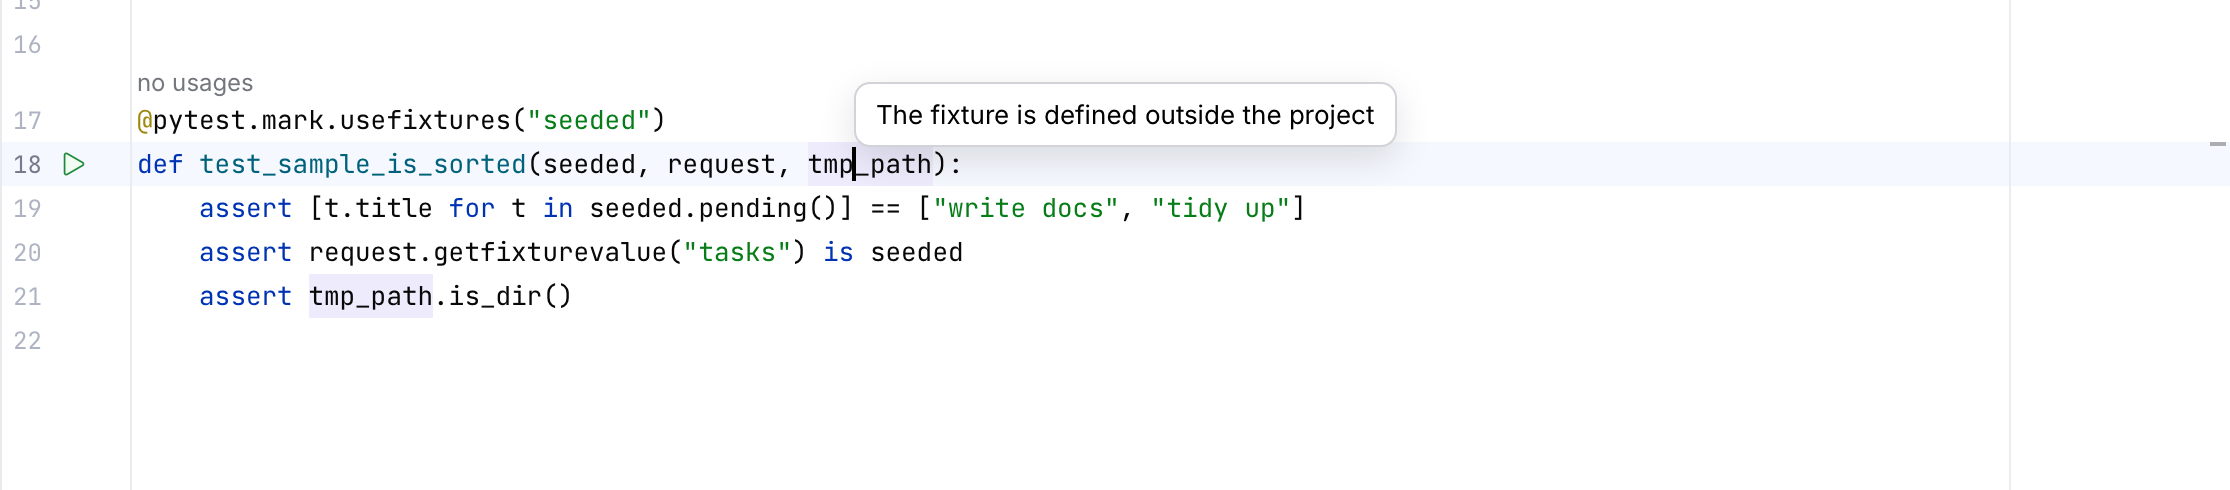 15
16
no usages
17 @pytest.mark.usefixtures("seeded")
The fixture is defined outside the project
18 def test_sample_is_sorted(seeded, request, tmp_path):
19     assert [t.title for t in seeded.pending()] == ["write docs", "tidy up"]
20     assert request.getfixturevalue("tasks") is seeded
21     assert tmp_path.is_dir()
22